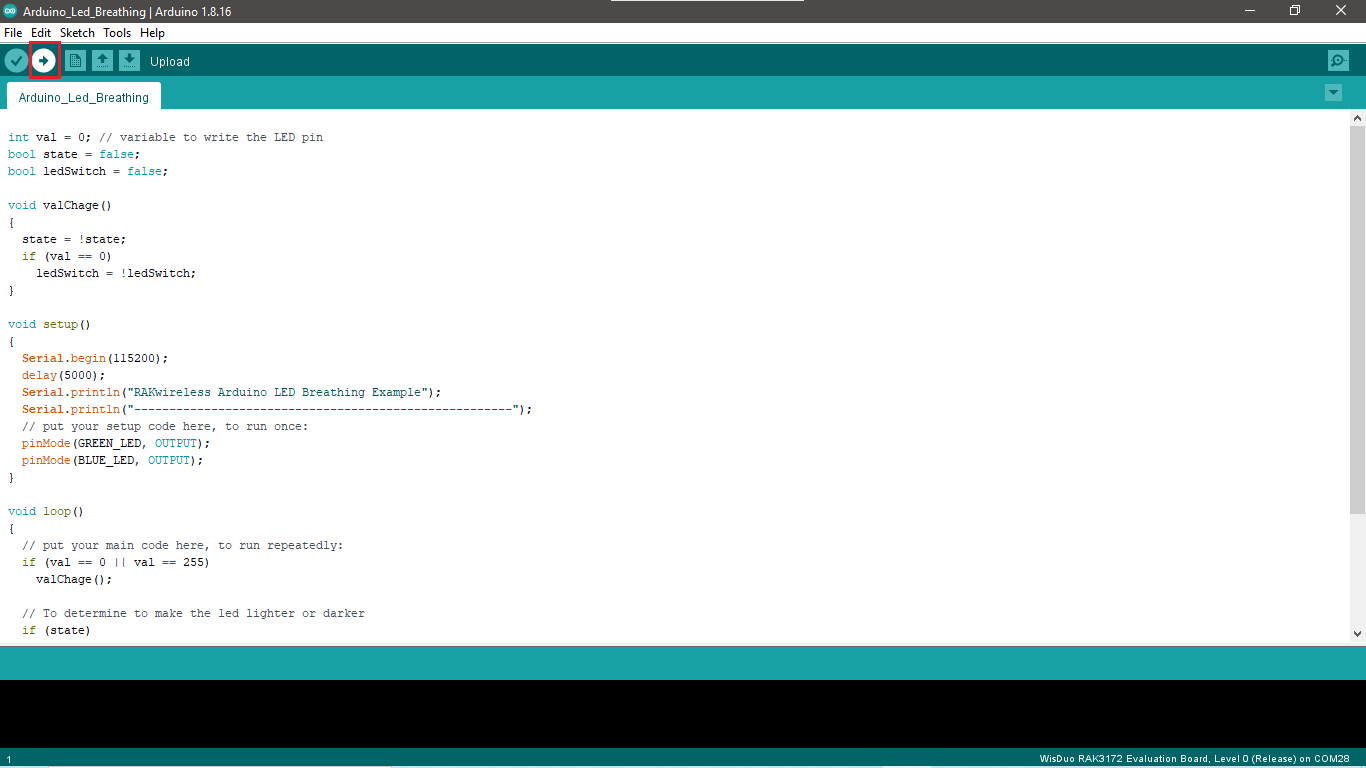 Arduino_Led_Breathing | Arduino 1.8.16
File Edit Sketch Tools Help
Upload
Arduino_Led_Breathing
int val = 0; // variable to write the LED pin
bool state = false;
bool ledSwitch = false;
void valChage()
{
state = !state;
if (val == 0)
ledSwitch = !ledSwitch;
}
void setup()
{
Serial.begin(115200);
delay(5000);
Serial.println("RAKwireless Arduino LED Breathing Example");
Serial.println("------------------------------------------------------");
// put your setup code here, to run once:
pinMode(GREEN_LED, OUTPUT);
pinMode(BLUE_LED, OUTPUT);
}
void loop()
{
// put your main code here, to run repeatedly:
if (val == 0 || val == 255)
valChage();
// To determine to make the led lighter or darker
if (state)
1 WisDuo RAK3172 Evaluation Board, Level 0 (Release) on COM28